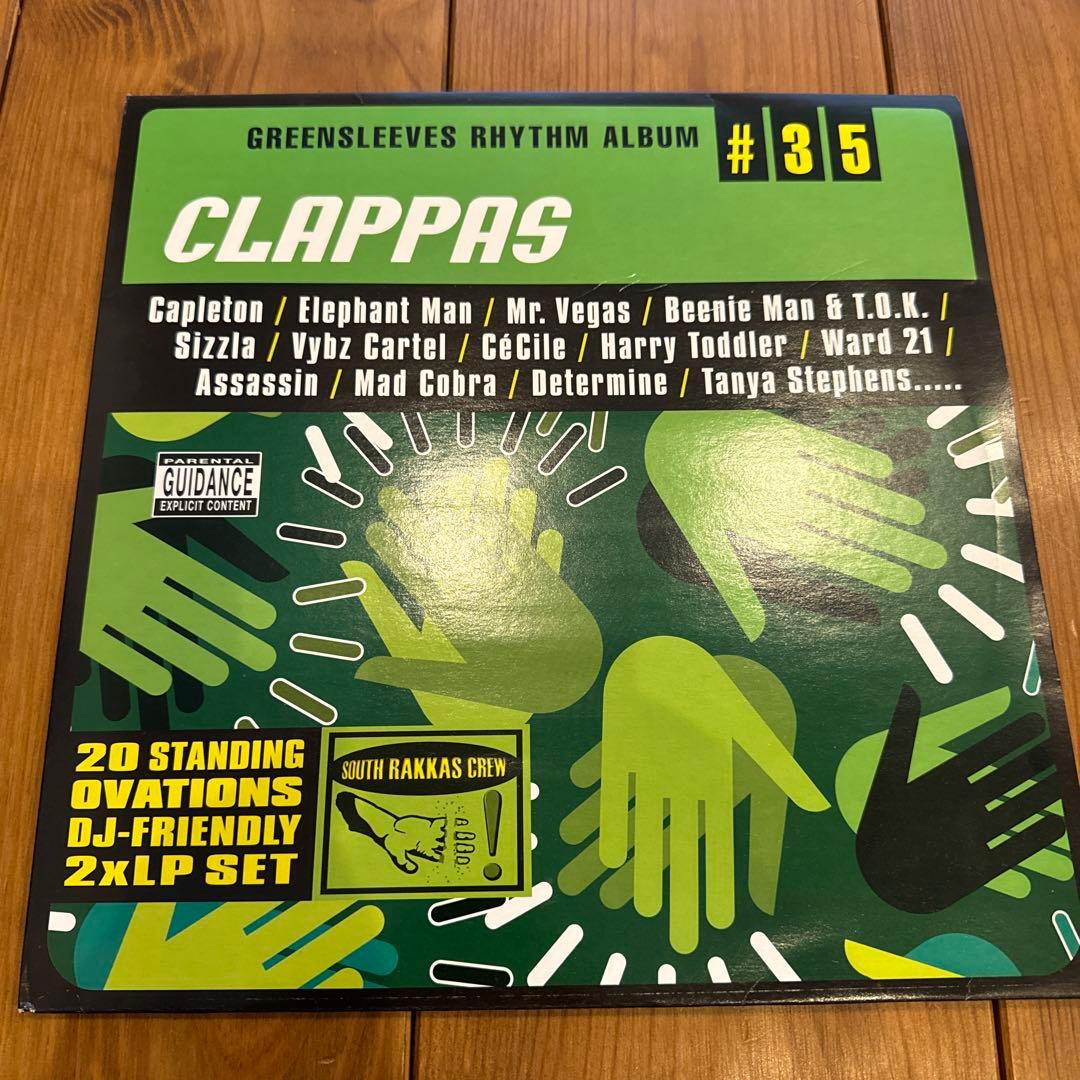 GREENSLEEVES RHYTHM ALBUM #35
CLAPPAS
Capleton / Elephant Man / Mr. Vegas / Beenie Man & T.O.K. /
Sizzla / Vybz Cartel / CéCile / Harry Toddler / Ward 21 /
Assassin / Mad Cobra / Determine / Tanya Stephens.....
PARENTAL
GUIDANCE
EXPLICIT CONTENT
20 STANDING
OVATIONS
DJ-FRIENDLY
2xLP SET
SOUTH RAKKAS CREW